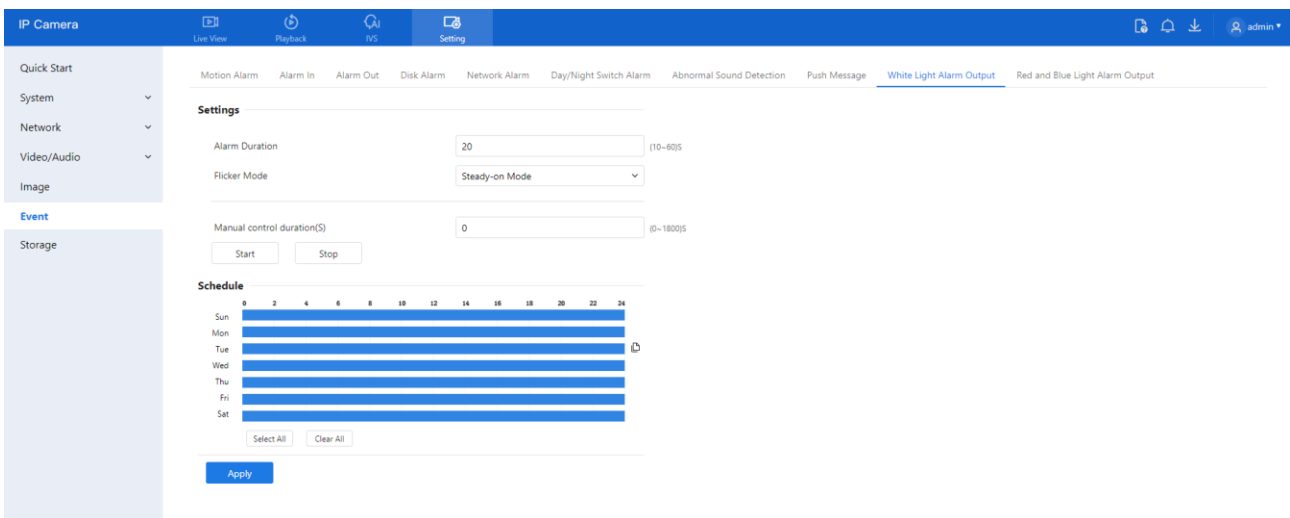 IP Camera
Live View Playback IVS Setting admin
AI
Quick Start
System
Network
Video/Audio
Image
Event
Storage
Motion Alarm Alarm In Alarm Out Disk Alarm Network Alarm Day/Night Switch Alarm Abnormal Sound Detection Push Message White Light Alarm Output Red and Blue Light Alarm Output
Settings
Alarm Duration 20 (10~60)S
Flicker Mode Steady-on Mode
Manual control duration(S) 0 (0~1800)S
Start Stop
Schedule
0 2 4 6 8 10 12 14 16 18 20 22 24
Sun
Mon
Tue
Wed
Thu
Fri
Sat
Select All Clear All
Apply